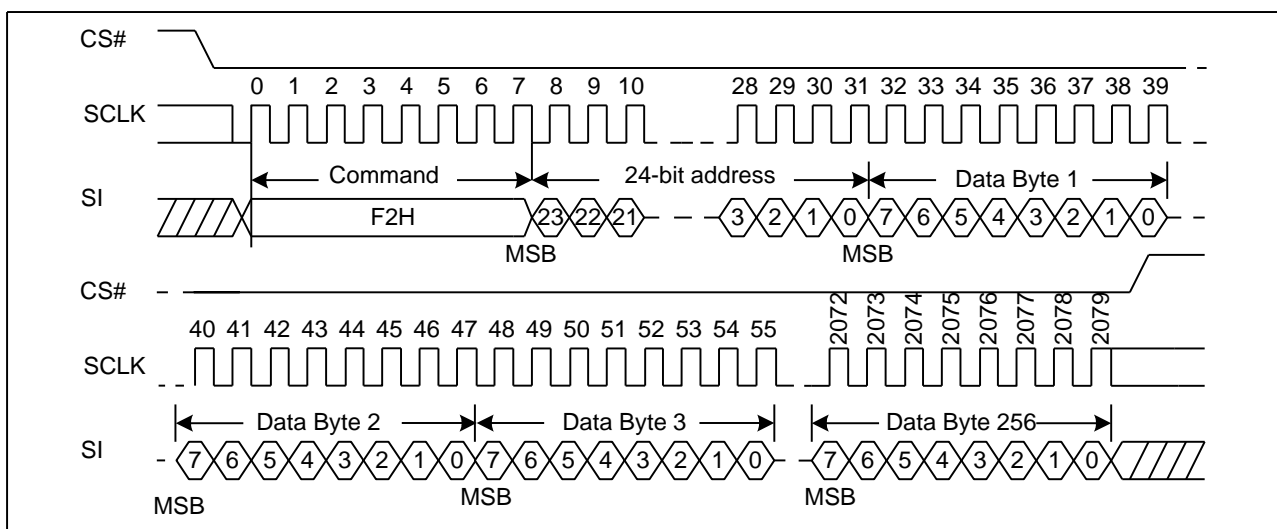 CS#
0 1 2 3 4 5 6 7 8 9 10 28 29 30 31 32 33 34 35 36 37 38 39
SCLK
Command 24-bit address Data Byte 1
SI
F2H 23 22 21 3 2 1 0 7 6 5 4 3 2 1 0
MSB MSB
CS#
40 41 42 43 44 45 46 47 48 49 50 51 52 53 54 55 2072 2073 2074 2075 2076 2077 2078 2079
SCLK
Data Byte 2 Data Byte 3 Data Byte 256
SI
7 6 5 4 3 2 1 0 7 6 5 4 3 2 1 0 7 6 5 4 3 2 1 0
MSB MSB MSB